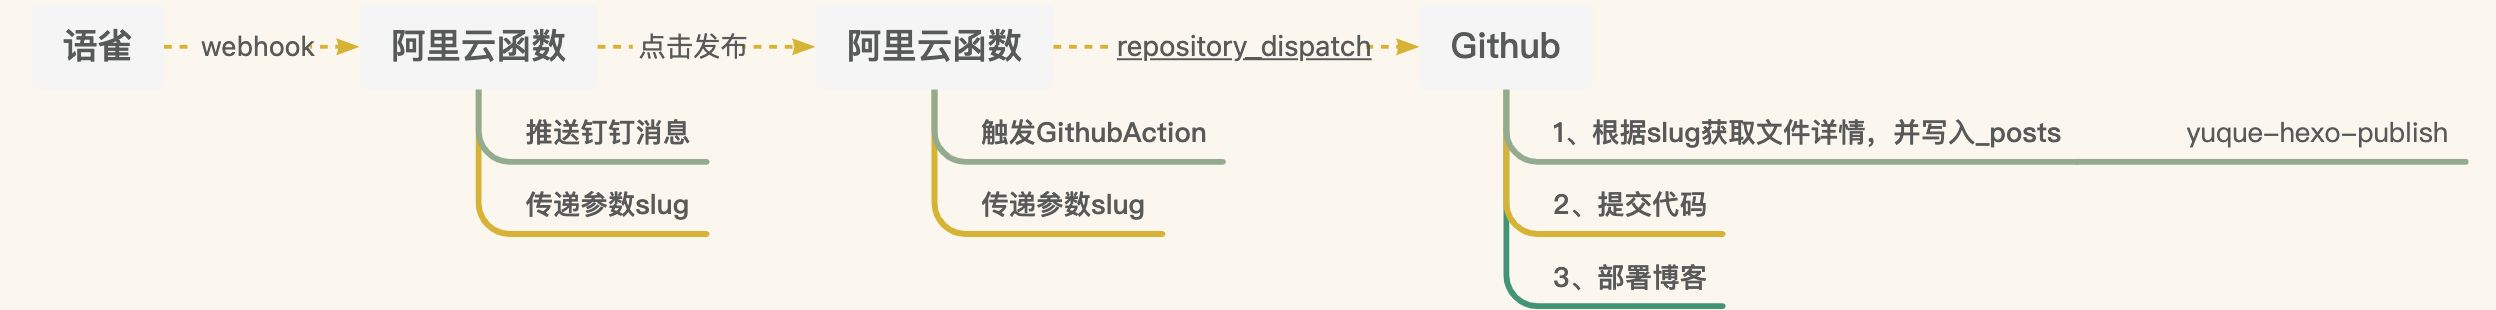 语雀 webhook 阿里云函数 点击发布 阿里云函数 repository_dispatch Github
推送钉钉消息 触发GithubAction 1、根据slug获取文件详情，并写入_posts yuque-hexo-publish
传递参数slug 传递参数slug 2、提交代码
3、部署博客